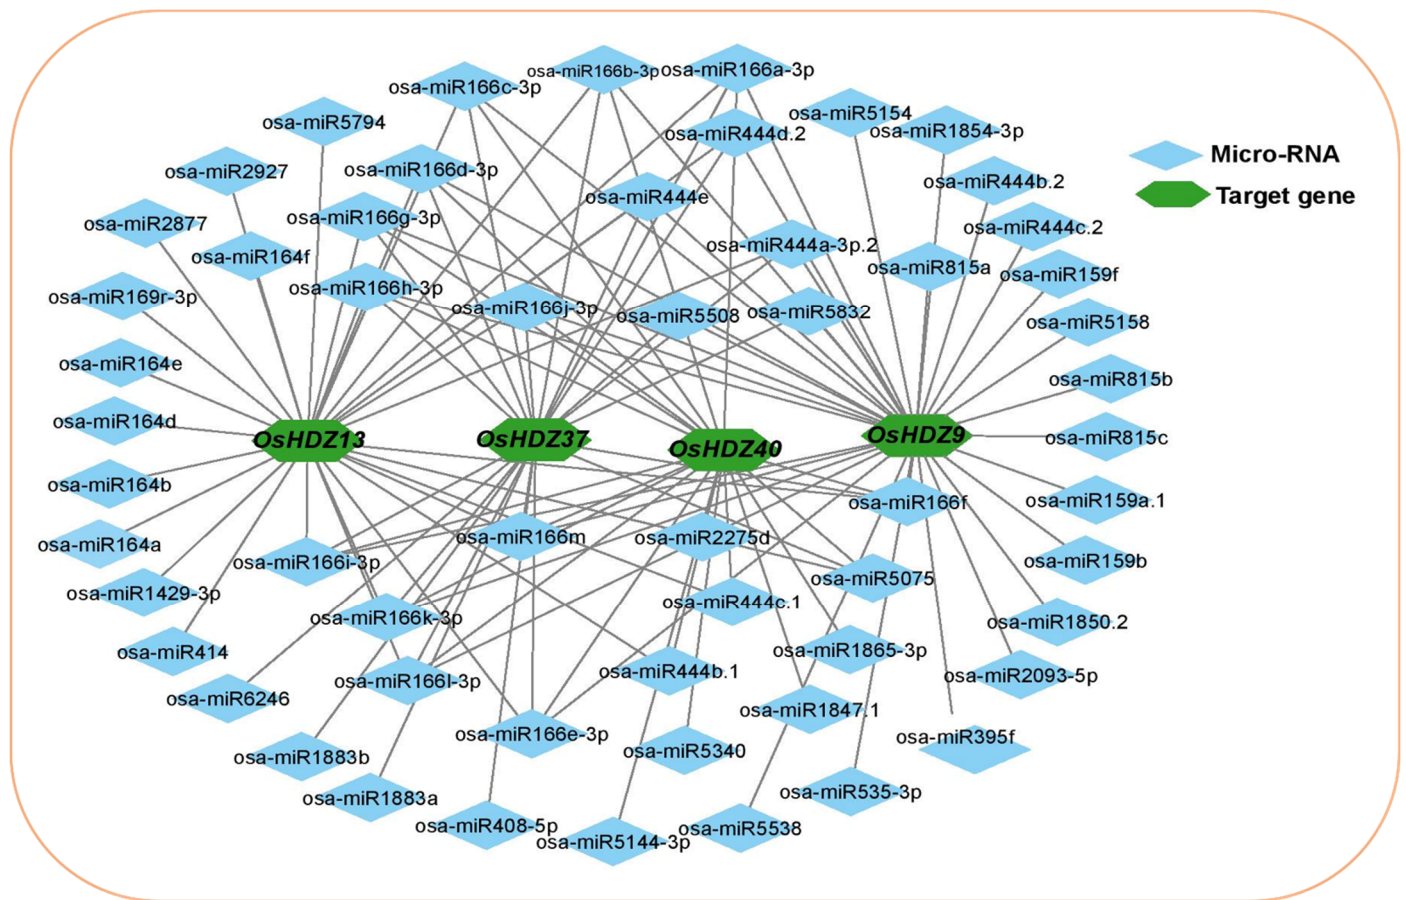 osa-miR166c-3p
osa-miR166b-3p
osa-miR166a-3p
osa-miR5794
osa-miR444d.2
osa-miR5154
osa-miR1854-3p
osa-miR2927
osa-miR166d-3p
osa-miR444e
osa-miR444b.2
Micro-RNA
Target gene
osa-miR2877
osa-miR166g-3p
osa-miR444a-3p.2
osa-miR444c.2
osa-miR164f
osa-miR815a
osa-miR159f
osa-miR169r-3p
osa-miR166h-3p
osa-miR166j-3p
osa-miR5508
osa-miR5832
osa-miR5158
osa-miR164e
osa-miR815b
osa-miR164d
OsHDZ13
OsHDZ37
OsHDZ40
OsHDZ9
osa-miR815c
osa-miR164b
osa-miR166f
osa-miR159a.1
osa-miR164a
osa-miR166i-3p
osa-miR166m
osa-miR2275d
osa-miR5075
osa-miR159b
osa-miR1429-3p
osa-miR166k-3p
osa-miR444c.1
osa-miR1850.2
osa-miR414
osa-miR166l-3p
osa-miR444b.1
osa-miR1865-3p
osa-miR2093-5p
osa-miR6246
osa-miR166e-3p
osa-miR1847.1
osa-miR395f
osa-miR1883b
osa-miR5340
osa-miR1883a
osa-miR535-3p
osa-miR408-5p
osa-miR5144-3p
osa-miR5538